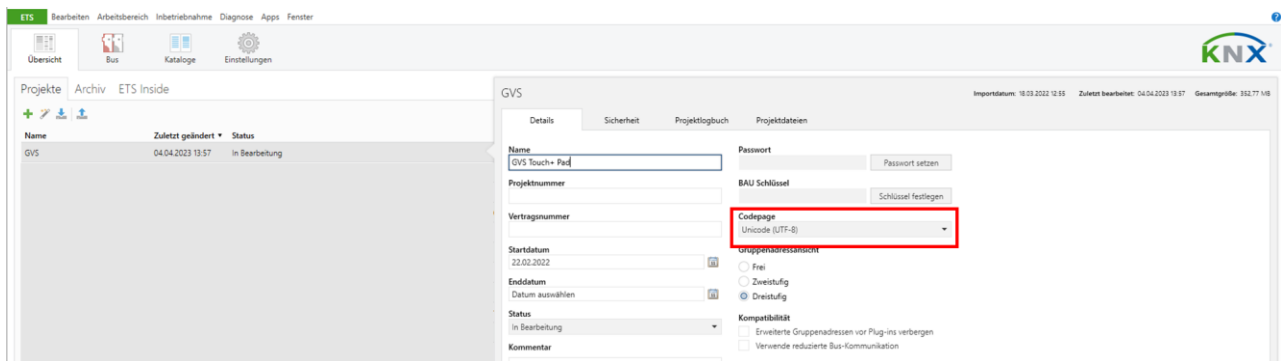 ETS Bearbeiten Arbeitsbereich Inbetriebnahme Diagnose Apps Fenster
Übersicht Bus Kataloge Einstellungen
KNX
Projekte Archiv ETS Inside
Name Zuletzt geändert Status
GVS 04.04.2023 13:57 In Bearbeitung
GVS
Importdatum: 18.03.2022 12:55 Zuletzt bearbeitet: 04.04.2023 13:57 Gesamtgröße: 352,77 MB
Details Sicherheit Projektlogbuch Projektdateien
Name
GVS Touch+ Pad
Projektnummer
Vertragsnummer
Startdatum
22.02.2022
Enddatum
Datum auswählen
Status
In Bearbeitung
Kommentar
Passwort
Passwort setzen
BAU Schlüssel
Schlüssel festlegen
Codepage
Unicode (UTF-8)
Gruppenadressansicht
Frei
Zweistufig
Dreistufig
Kompatibilität
Erweiterte Gruppenadressen vor Plug-ins verbergen
Verwende reduzierte Bus-Kommunikation